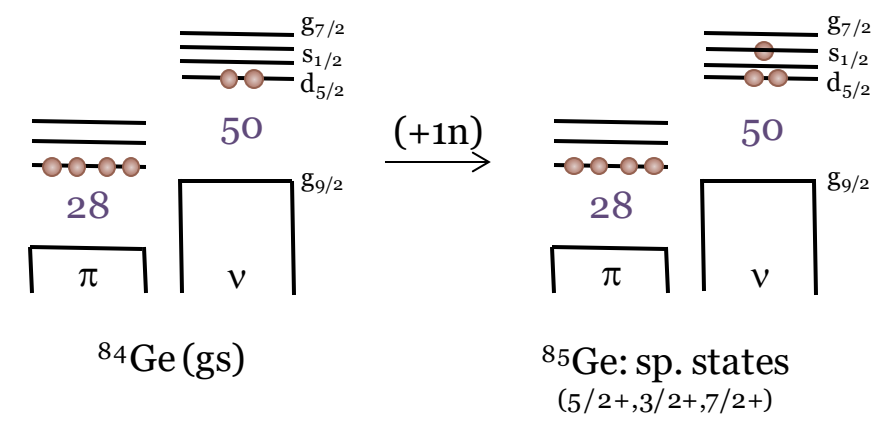 g7/2
s1/2
d5/2
50
g9/2
28
π
ν
⁸⁴Ge (gs)
(+1n)
g7/2
s1/2
d5/2
50
g9/2
28
π
ν
⁸⁵Ge: sp. states
(5/2+,3/2+,7/2+)